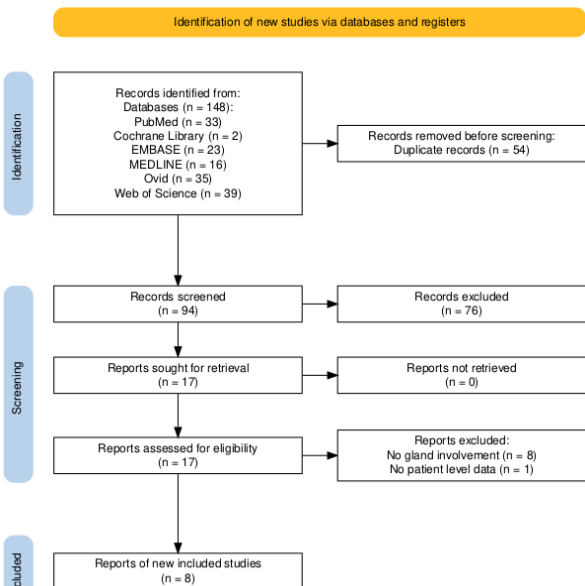 Identification of new studies via databases and registers
Identification
Records identified from:
Databases (n = 148):
PubMed (n = 33)
Cochrane Library (n = 2)
EMBASE (n = 23)
MEDLINE (n = 16)
Ovid (n = 35)
Web of Science (n = 39)
Records removed before screening:
Duplicate records (n = 54)
Screening
Records screened
(n = 94)
Records excluded
(n = 76)
Reports sought for retrieval
(n = 17)
Reports not retrieved
(n = 0)
Reports assessed for eligibility
(n = 17)
Reports excluded:
No gland involvement (n = 8)
No patient level data (n = 1)
Reports of new included studies
(n = 8)